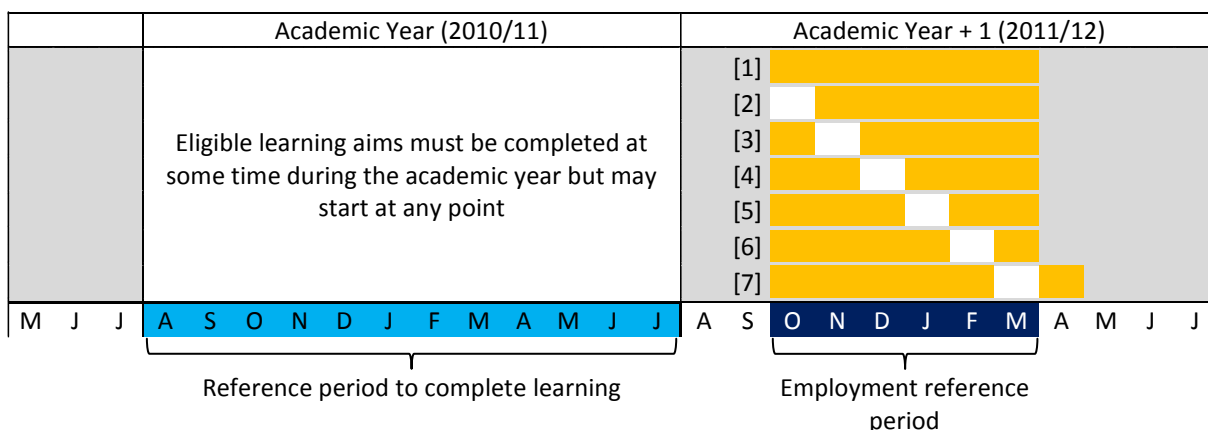 Academic Year (2010/11) Academic Year + 1 (2011/12)
[1]
[2]
[3]
[4]
[5]
[6]
[7]
Eligible learning aims must be completed at
some time during the academic year but may
start at any point
M J J A S O N D J F M A M J J A S O N D J F M A M J J
Reference period to complete learning
Employment reference
period